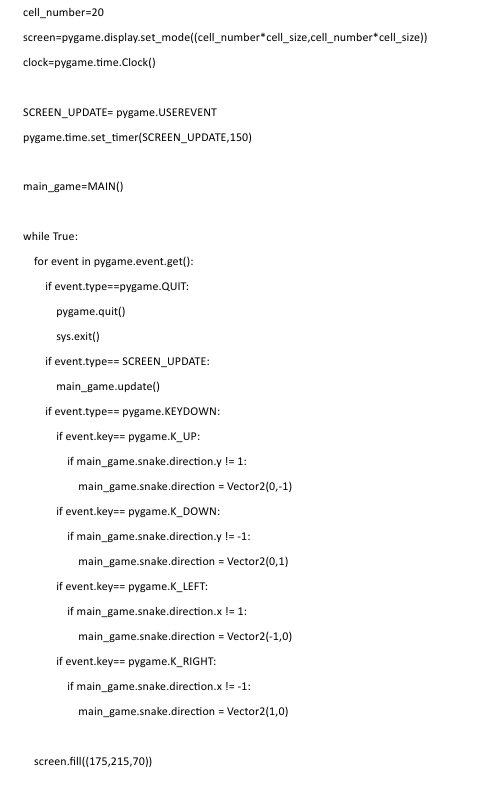 cell_number=20
screen=pygame.display.set_mode((cell_number*cell_size,cell_number*cell_size))
clock=pygame.time.Clock()
SCREEN_UPDATE= pygame.USEREVENT
pygame.time.set_timer(SCREEN_UPDATE,150)
main_game=MAIN()
while True:
for event in pygame.event.get():
if event.type==pygame.QUIT:
pygame.quit()
sys.exit()
if event.type== SCREEN_UPDATE:
main_game.update()
if event.type== pygame.KEYDOWN:
if event.key== pygame.K_UP:
if main_game.snake.direction.y != 1:
main_game.snake.direction = Vector2(0,-1)
if event.key== pygame.K_DOWN:
if main_game.snake.direction.y != -1:
main_game.snake.direction = Vector2(0,1)
if event.key== pygame.K_LEFT:
if main_game.snake.direction.x != 1:
main_game.snake.direction = Vector2(-1,0)
if event.key== pygame.K_RIGHT:
if main_game.snake.direction.x != -1:
main_game.snake.direction = Vector2(1,0)
screen.fill((175,215,70))